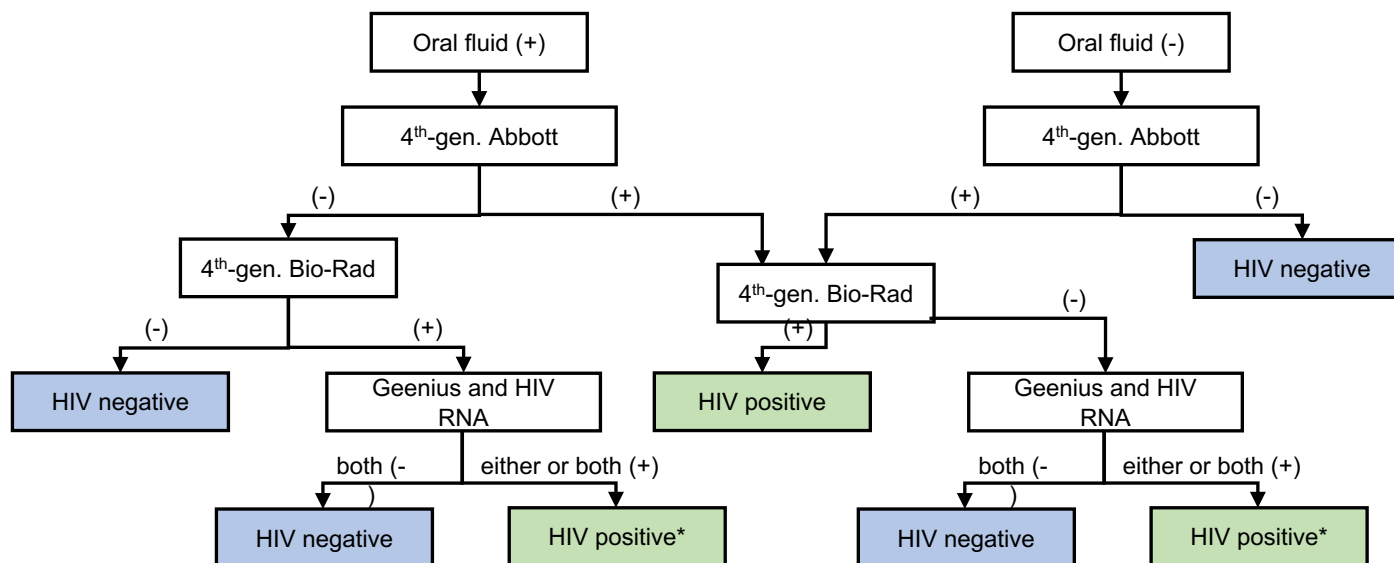 Oral fluid (+)
Oral fluid (-)
4th-gen. Abbott
4th-gen. Abbott
(-)
(+)
(+)
(-)
4th-gen. Bio-Rad
4th-gen. Bio-Rad
HIV negative
(-)
(+)
(+)
(-)
HIV negative
Geenius and HIV
RNA
HIV positive
Geenius and HIV
RNA
both (-
)
either or both (+)
both (-
)
either or both (+)
HIV negative
HIV positive*
HIV negative
HIV positive*